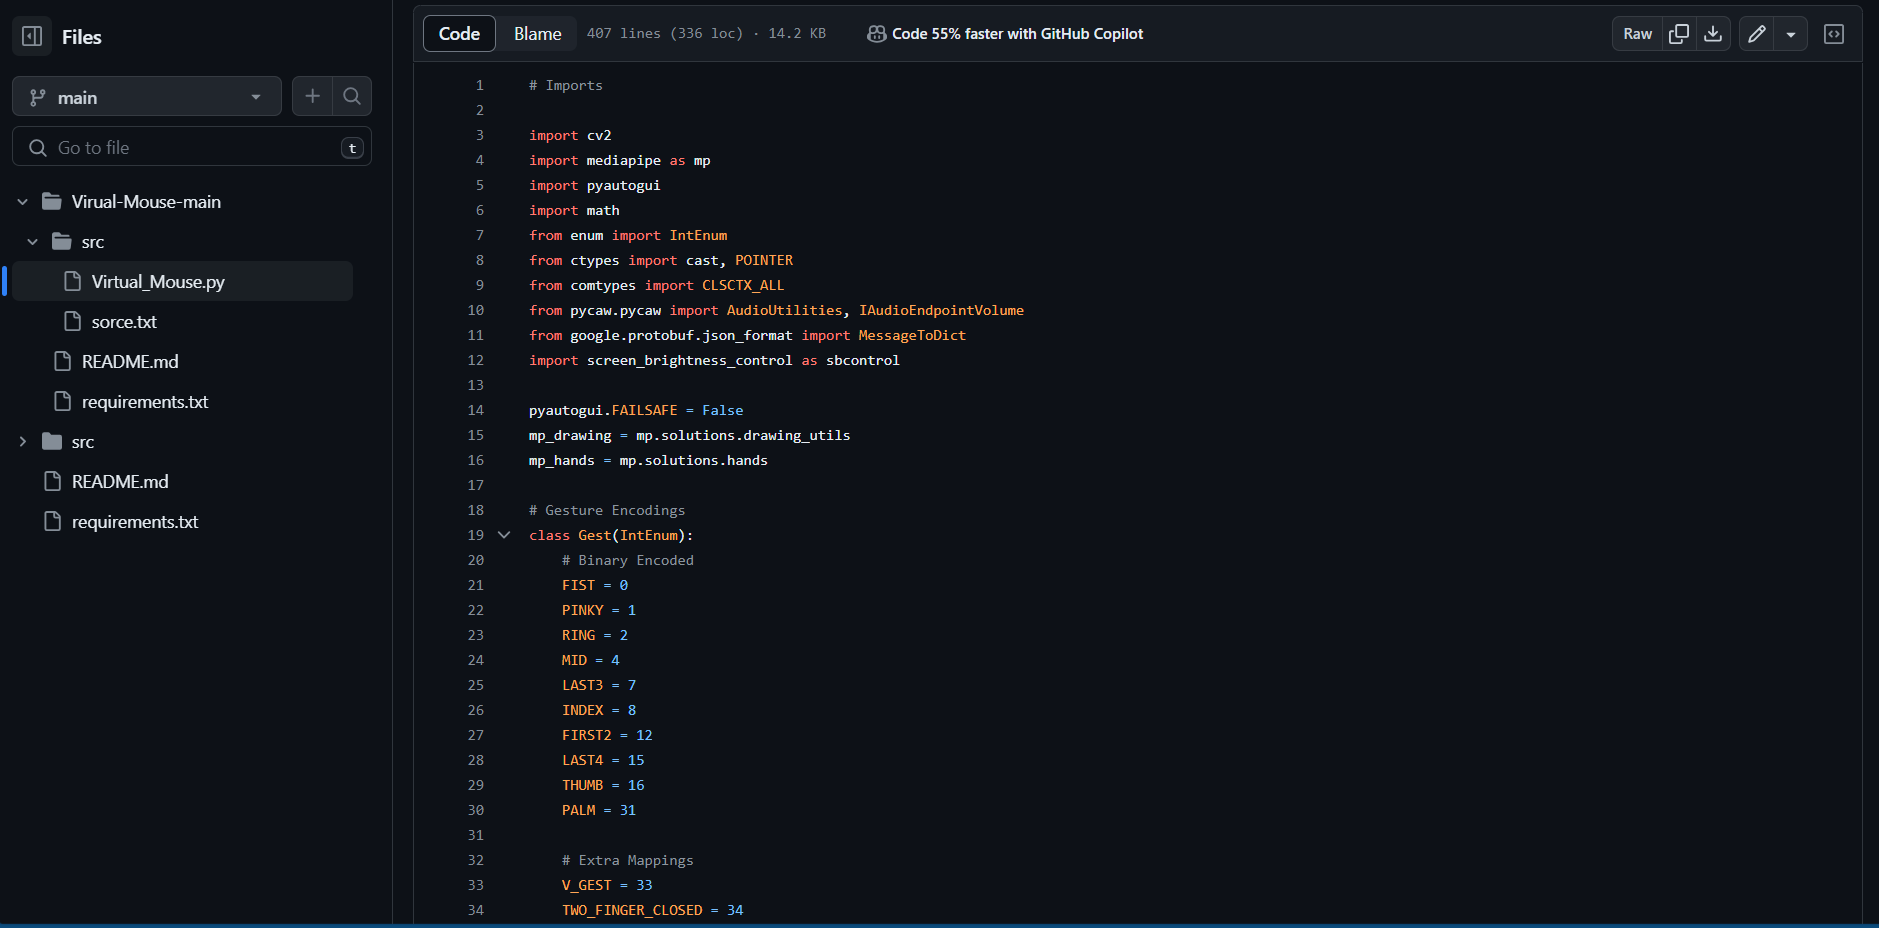 Files
main
Go to file
t
Virual-Mouse-main
src
Virtual_Mouse.py
sorce.txt
README.md
requirements.txt
src
README.md
requirements.txt
Code Blame 407 lines (336 loc) · 14.2 KB Code 55% faster with GitHub Copilot Raw
1 # Imports
2
3 import cv2
4 import mediapipe as mp
5 import pyautogui
6 import math
7 from enum import IntEnum
8 from ctypes import cast, POINTER
9 from comtypes import CLSCTX_ALL
10 from pycaw.pycaw import AudioUtilities, IAudioEndpointVolume
11 from google.protobuf.json_format import MessageToDict
12 import screen_brightness_control as sbcontrol
13
14 pyautogui.FAILSAFE = False
15 mp_drawing = mp.solutions.drawing_utils
16 mp_hands = mp.solutions.hands
17
18 # Gesture Encodings
19 class Gest(IntEnum):
20 # Binary Encoded
21 FIST = 0
22 PINKY = 1
23 RING = 2
24 MID = 4
25 LAST3 = 7
26 INDEX = 8
27 FIRST2 = 12
28 LAST4 = 15
29 THUMB = 16
30 PALM = 31
31
32 # Extra Mappings
33 V_GEST = 33
34 TWO_FINGER_CLOSED = 34